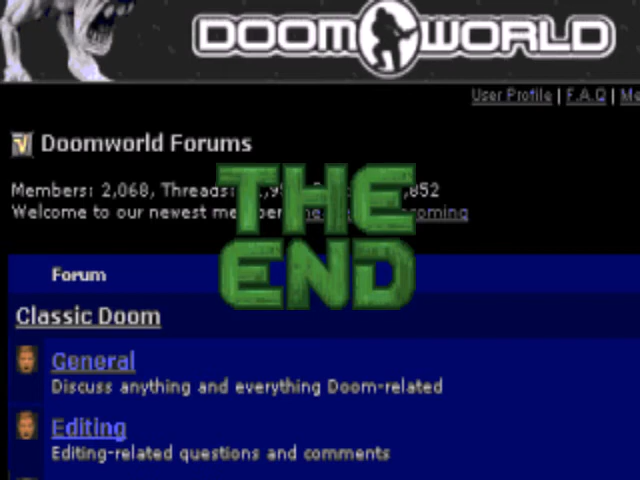 DOOMWORLD
User Profile | F.A.Q | Me
Doomworld Forums
Members: 2,068, Threads:
852
Welcome to our newest
coming
THE
END
Forum
Classic Doom
General
Discuss anything and everything Doom-related
Editing
Editing-related questions and comments